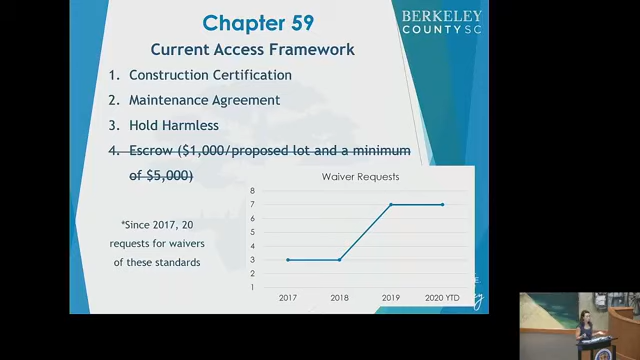 Chapter 59
BERKELEY
COUNTY SC
Current Access Framework
1. Construction Certification
2. Maintenance Agreement
3. Hold Harmless
4. Escrow ($1,000/proposed lot and a minimum
of $5,000)
*Since 2017, 20
requests for waivers
of these standards
Waiver Requests
8
7
6
5
4
3
2
1
2017 2018 2019 2020 YTD